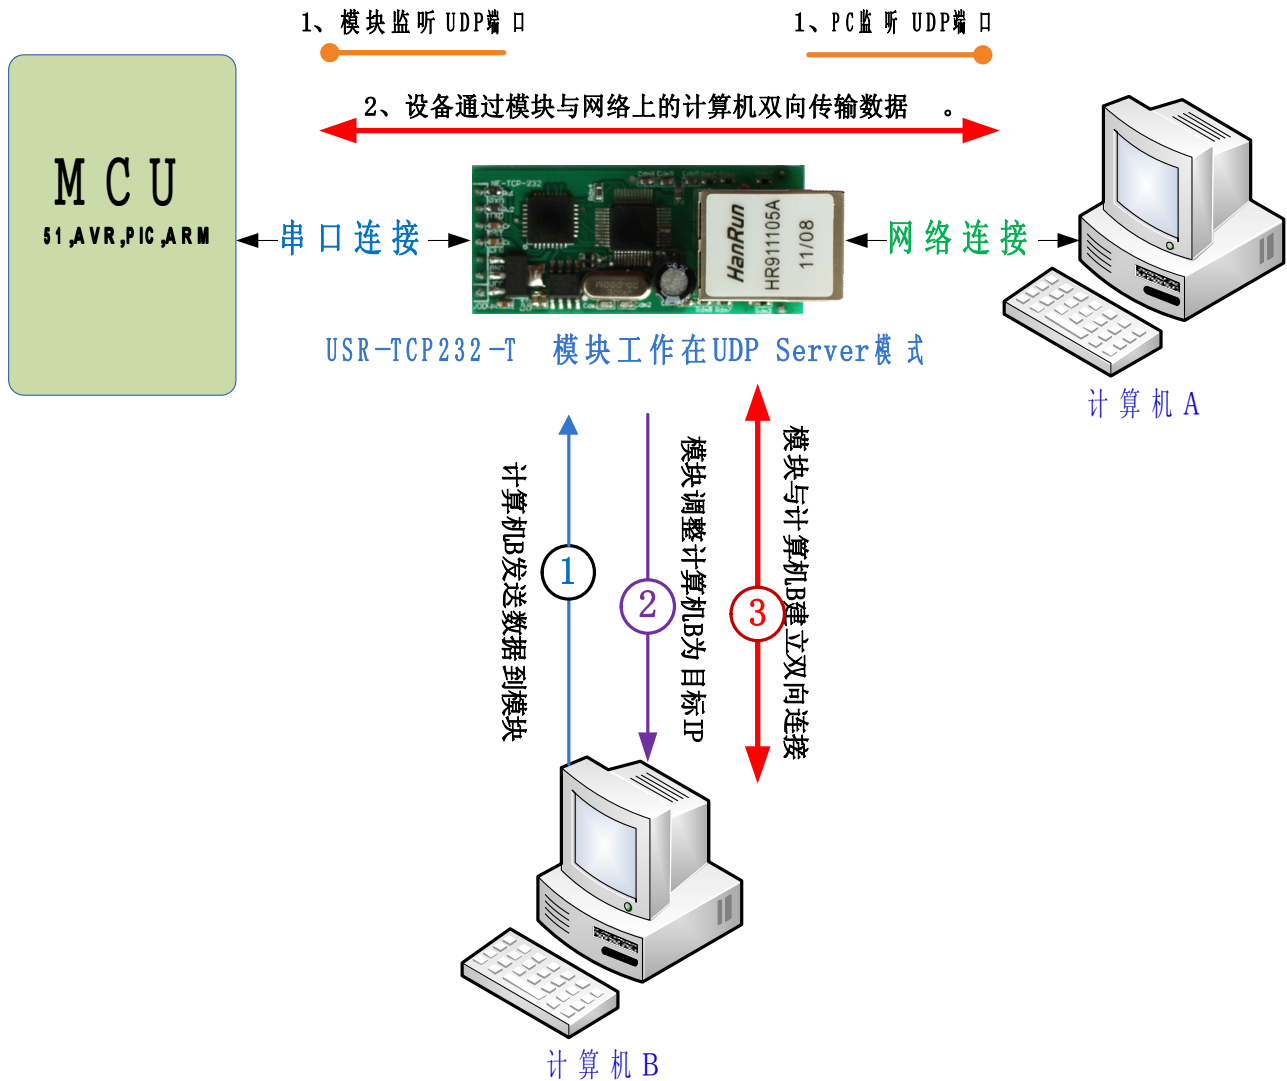 1、模块监听UDP端口
1、PC监听UDP端口
2、设备通过模块与网络上的计算机双向传输数据。
MCU
51,AVR,PIC,ARM
串口连接
HanRun
HR911105A
11/08
网络连接
USR-TCP232-T 模块工作在UDP Server模式
计算机A
计算机B发送数据到模块
1
2
模块调整计算机B为目标IP
3
模块与计算机B建立双向连接
计算机B